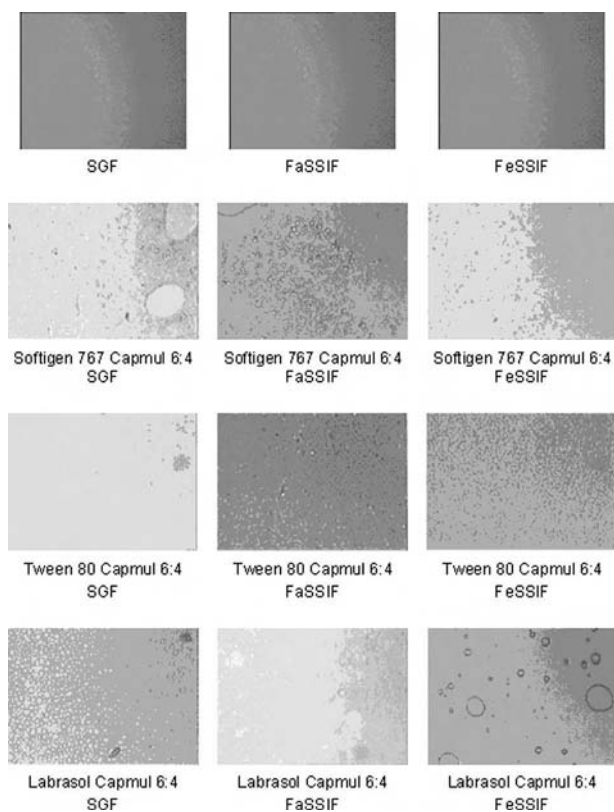 SGF FaSSIF FeSSIF
Softigen 767 Capmul 6:4 Softigen 767 Capmul 6:4 Softigen 767 Capmul 6:4
SGF FaSSIF FeSSIF
Tween 80 Capmul 6:4 Tween 80 Capmul 6:4 Tween 80 Capmul 6:4
SGF FaSSIF FeSSIF
Labrasol Capmul 6:4 Labrasol Capmul 6:4 Labrasol Capmul 6:4
SGF FaSSIF FeSSIF